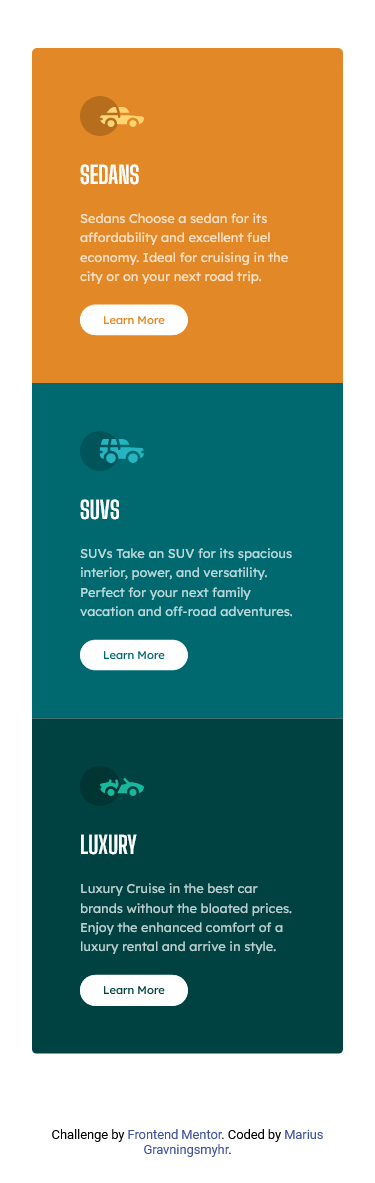 SEDANS
Sedans Choose a sedan for its
affordability and excellent fuel
economy. Ideal for cruising in the
city or on your next road trip.
Learn More
SUVS
SUVs Take an SUV for its spacious
interior, power, and versatility.
Perfect for your next family
vacation and off-road adventures.
Learn More
LUXURY
Luxury Cruise in the best car
brands without the bloated prices.
Enjoy the enhanced comfort of a
luxury rental and arrive in style.
Learn More
Challenge by Frontend Mentor. Coded by Marius
Gravningsmyhr.